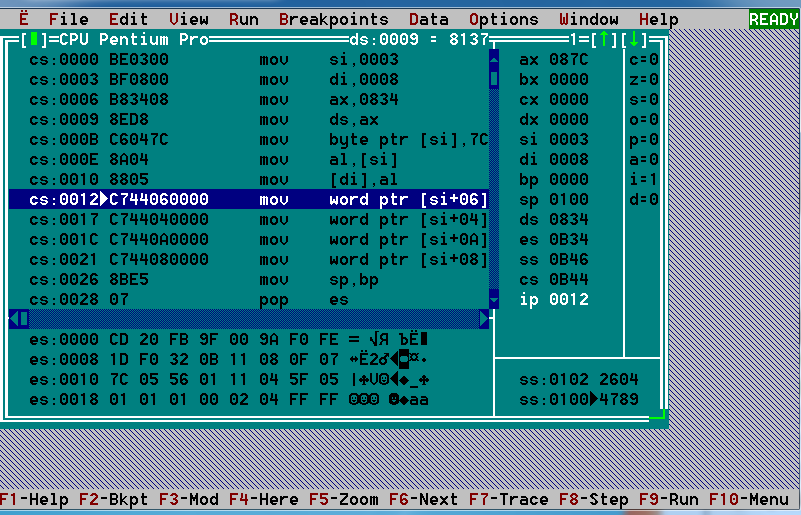 Ë File Edit View Run Breakpoints Data Options Window Help READY
[▮]=CPU Pentium Pro ds:0009 = 8137 1=[↑][↓]
cs:0000 BE0300 mov si,0003 ax 087C c=0
cs:0003 BF0800 mov di,0008 bx 0000 z=0
cs:0006 B83408 mov ax,0834 cx 0000 s=0
cs:0009 8ED8 mov ds,ax dx 0000 o=0
cs:000B C6047C mov byte ptr [si],7C si 0003 p=0
cs:000E 8A04 mov al,[si] di 0008 a=0
cs:0010 8805 mov [di],al bp 0000 i=1
cs:0012▶C744060000 mov word ptr [si+06] sp 0100 d=0
cs:0017 C744040000 mov word ptr [si+04] ds 0834
cs:001C C7440A0000 mov word ptr [si+0A] es 0B34
cs:0021 C744080000 mov word ptr [si+08] ss 0B46
cs:0026 8BE5 mov sp,bp cs 0B44
cs:0028 07 pop es ip 0012
es:0000 CD 20 FB 9F 00 9A F0 FE = √Я ЪË▮
es:0008 1D F0 32 0B 11 08 0F 07 ↔Ë2♂◀◘¤•
es:0010 7C 05 56 01 11 04 5F 05 |♣V☺◀♦_♣ ss:0102 2604
es:0018 01 01 01 00 02 04 FF FF ☺☺☺ ☻♦aa ss:0100▶4789
F1-Help F2-Bkpt F3-Mod F4-Here F5-Zoom F6-Next F7-Trace F8-Step F9-Run F10-Menu